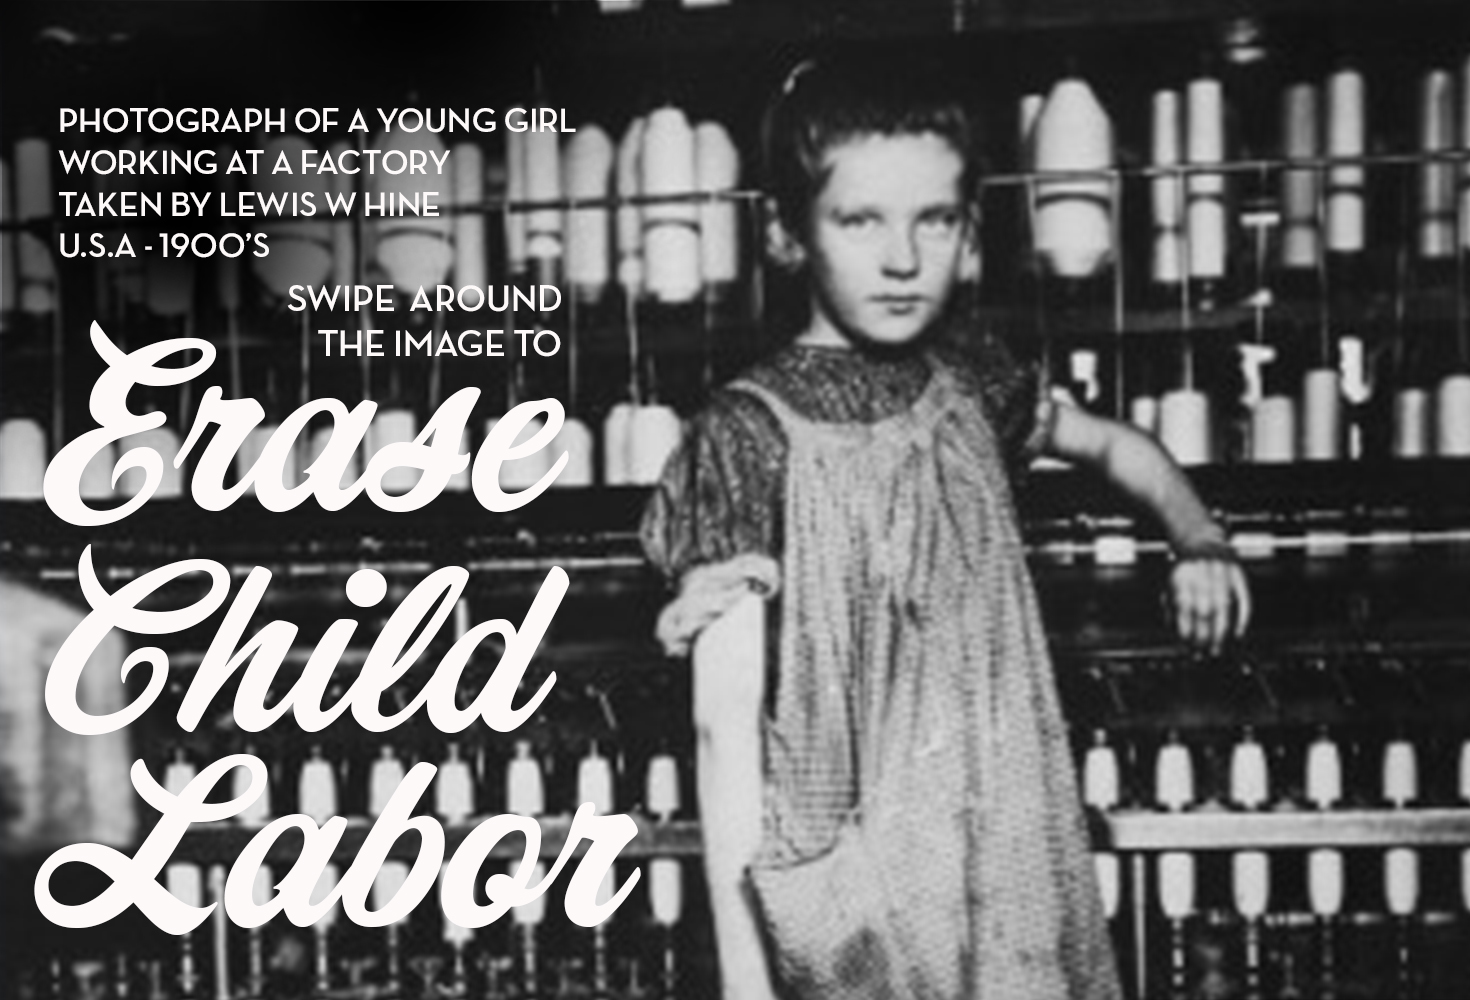 PHOTOGRAPH OF A YOUNG GIRL
WORKING AT A FACTORY
TAKEN BY LEWIS W HINE
U.S.A - 1900'S
SWIPE AROUND
THE IMAGE TO
Erase
Child
Labor